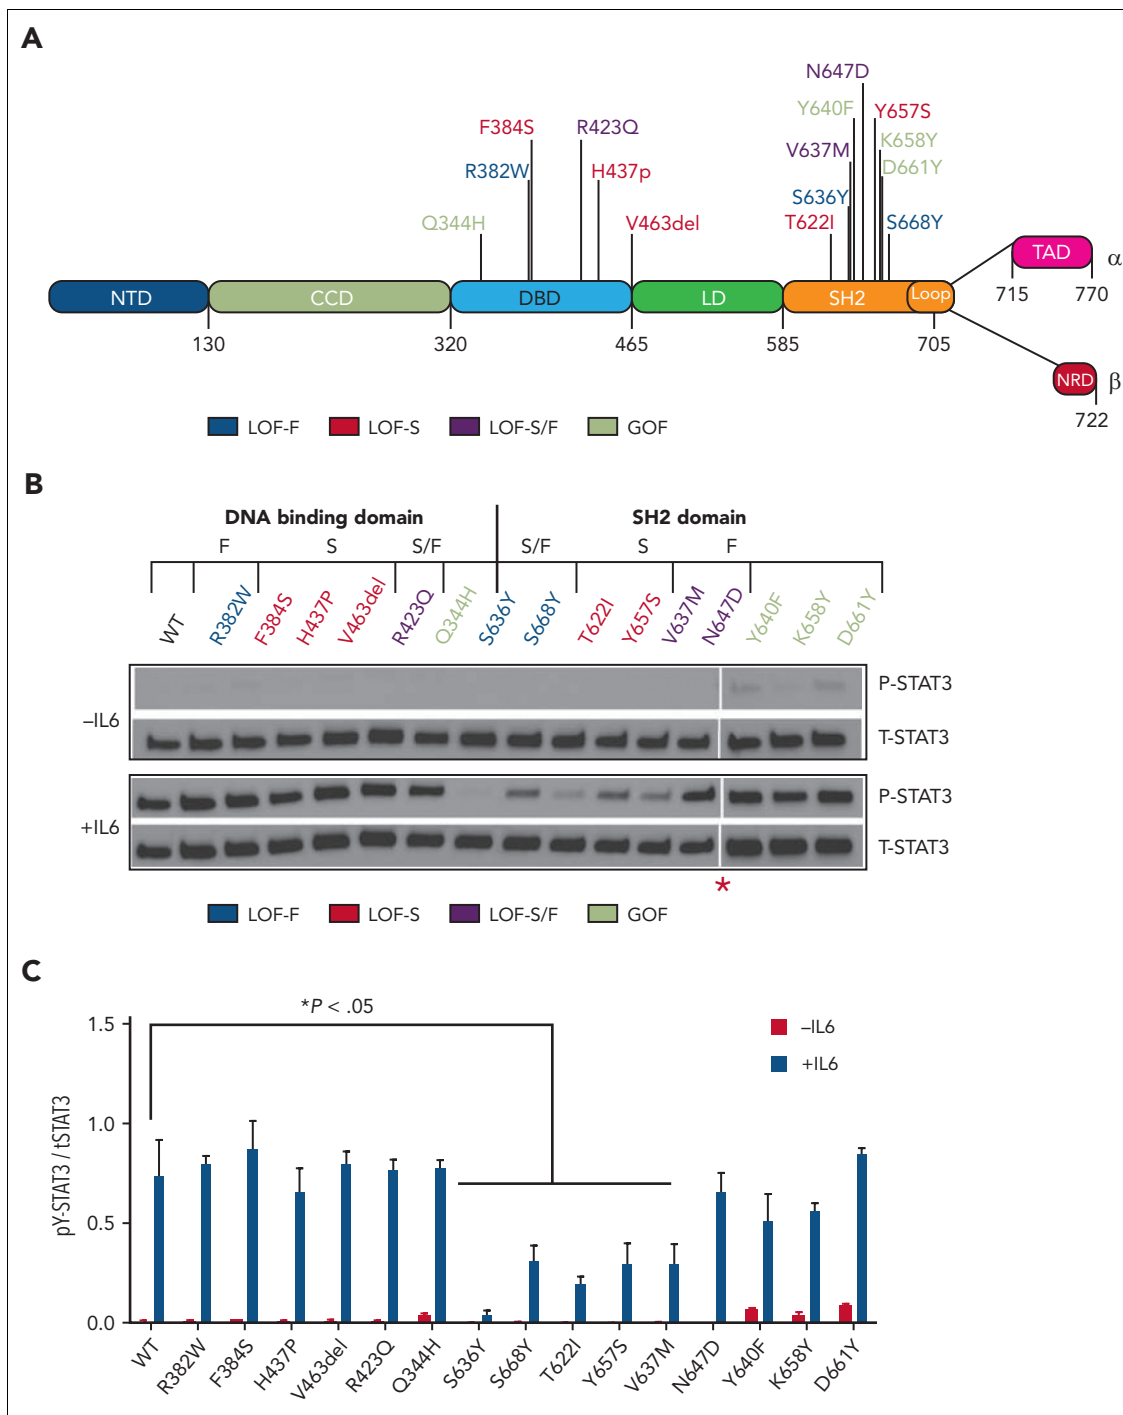 A
N647D
Y640F
Y657S
F384S
R423Q
K658Y
V637M
D661Y
R382W
H437p
S636Y
Q344H
V463del
T622I
S668Y
NTD
CCD
DBD
LD
SH2
Loop
TAD
α
715
770
130
320
465
585
705
NRD
β
722
LOF-F
LOF-S
LOF-S/F
GOF
B
DNA binding domain
SH2 domain
F
S
S/F
S/F
S
F
WT
R382W
F384S
H437P
V463del
R423Q
Q344H
S636Y
S668Y
T622I
Y657S
V637M
N647D
Y640F
K658Y
D661Y
–IL6
P-STAT3
T-STAT3
+IL6
P-STAT3
T-STAT3
*
LOF-F
LOF-S
LOF-S/F
GOF
C
*P < .05
–IL6
+IL6
pY-STAT3 / tSTAT3
1.5
1.0
0.5
0.0
WT
R382W
F384S
H437P
V463del
R423Q
Q344H
S636Y
S668Y
T622I
Y657S
V637M
N647D
Y640F
K658Y
D661Y